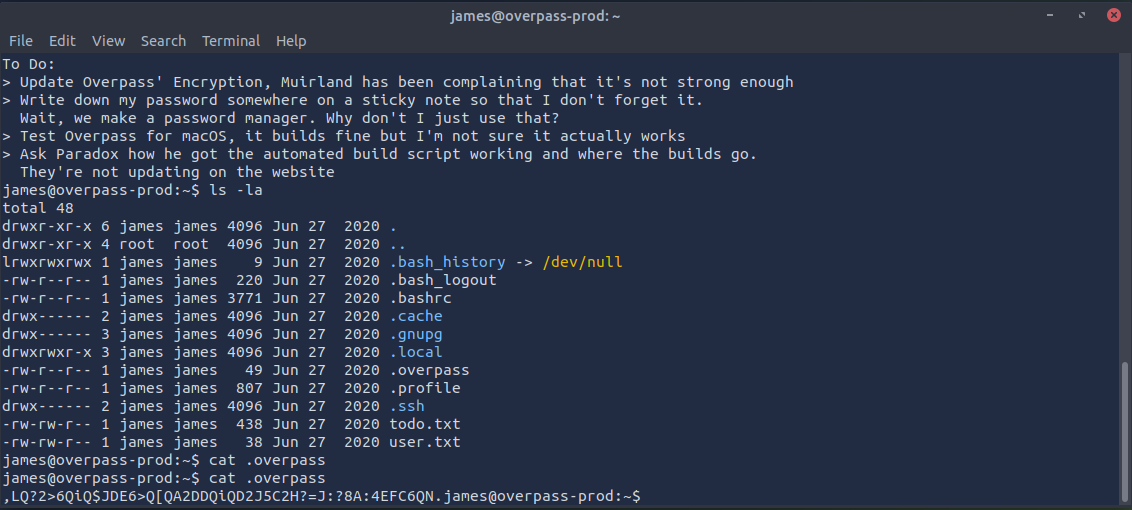 james@overpass-prod: ~
File Edit View Search Terminal Help
To Do:
> Update Overpass' Encryption, Muirland has been complaining that it's not strong enough
> Write down my password somewhere on a sticky note so that I don't forget it.
  Wait, we make a password manager. Why don't I just use that?
> Test Overpass for macOS, it builds fine but I'm not sure it actually works
> Ask Paradox how he got the automated build script working and where the builds go.
  They're not updating on the website
james@overpass-prod:~$ ls -la
total 48
drwxr-xr-x 6 james james 4096 Jun 27  2020 .
drwxr-xr-x 4 root  root  4096 Jun 27  2020 ..
lrwxrwxrwx 1 james james    9 Jun 27  2020 .bash_history -> /dev/null
-rw-r--r-- 1 james james  220 Jun 27  2020 .bash_logout
-rw-r--r-- 1 james james 3771 Jun 27  2020 .bashrc
drwx------ 2 james james 4096 Jun 27  2020 .cache
drwx------ 3 james james 4096 Jun 27  2020 .gnupg
drwxrwxr-x 3 james james 4096 Jun 27  2020 .local
-rw-r--r-- 1 james james   49 Jun 27  2020 .overpass
-rw-r--r-- 1 james james  807 Jun 27  2020 .profile
drwx------ 2 james james 4096 Jun 27  2020 .ssh
-rw-rw-r-- 1 james james  438 Jun 27  2020 todo.txt
-rw-rw-r-- 1 james james   38 Jun 27  2020 user.txt
james@overpass-prod:~$ cat .overpass
james@overpass-prod:~$ cat .overpass
,LQ?2>6QiQ$JDE6>Q[QA2DDQiQD2J5C2H?=J:?8A:4EFC6QN.james@overpass-prod:~$